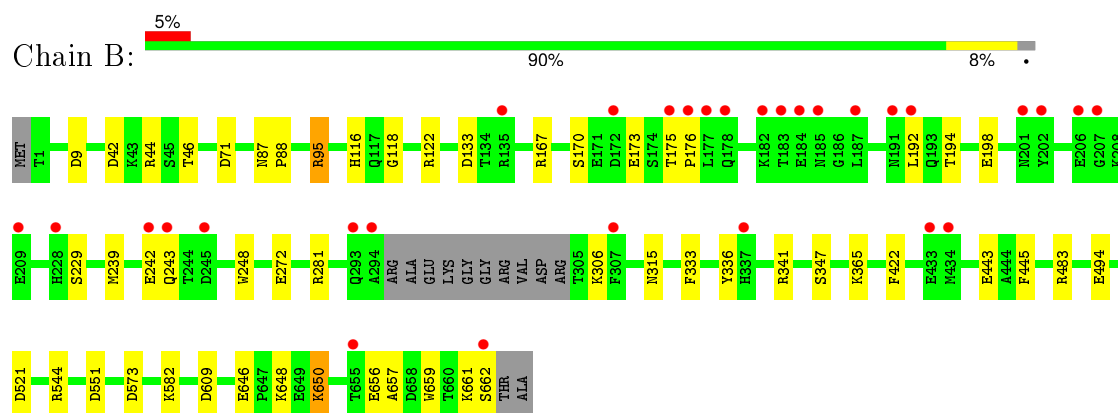 5%
Chain B:
90% 8% •
MET T1 D9 D42 K43 R44 S45 T46 D71 N87 P88 R95 H116 Q117 G118 R122 D133 T134 R135 R167 S170 E171 D172 E173 S174 T175 P176 L177 Q178 K182 T183 E184 N185 G186 L187 N191 L192 Q193 T194 E198 N201 Y202 E206 G207 K208
E209 H228 S229 M239 E242 Q243 T244 D245 W248 E272 R281 Q293 A294 ARG ALA GLU LYS GLY GLY ARG VAL ASP ARG T305 K306 F307 N315 F333 Y336 H337 R341 S347 K365 F422 E433 M434 E443 A444 F445 R483 E494
D521 R544 D551 D573 K582 D609 E646 P647 K648 E649 K650 T655 E656 A657 D658 W659 T660 K661 S662 THR ALA